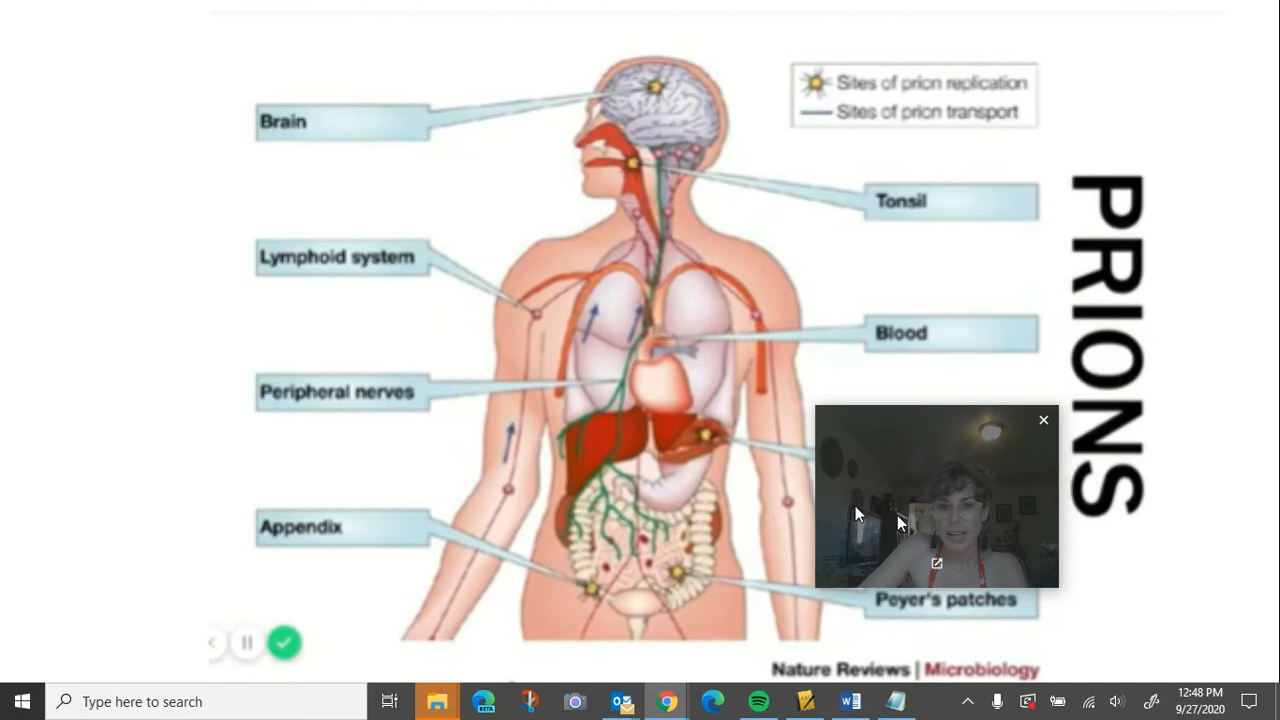 Brain
Sites of prion replication
Sites of prion transport
PRIONS
Tonsil
Lymphoid system
Blood
Peripheral nerves
Appendix
Peyer's patches
Nature Reviews | Microbiology
Type here to search
BETA
12:48 PM
9/27/2020